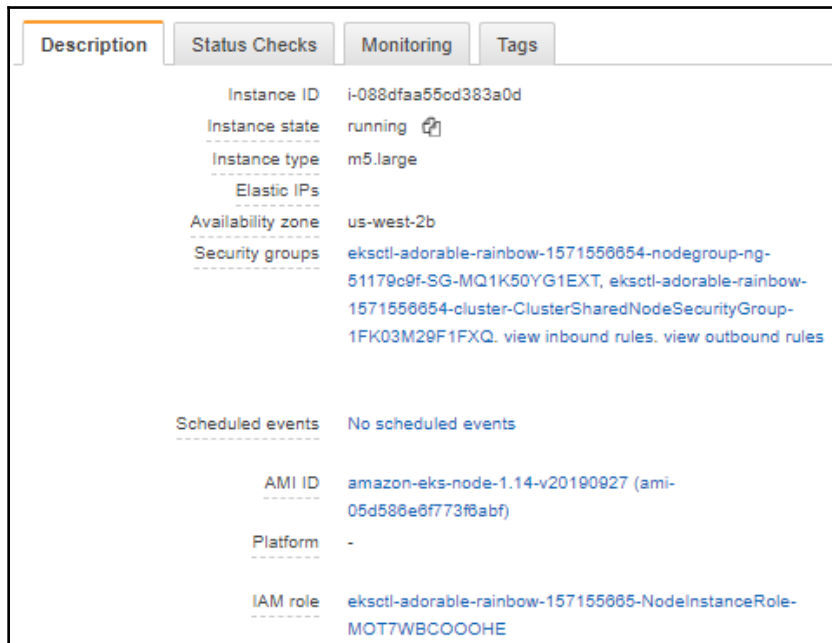 Description Status Checks Monitoring Tags
Instance ID i-088dfaa55cd383a0d
Instance state running
Instance type m5.large
Elastic IPs
Availability zone us-west-2b
Security groups eksctl-adorable-rainbow-1571556654-nodegroup-ng-
51179c9f-SG-MQ1K50YG1EXT, eksctl-adorable-rainbow-
1571556654-cluster-ClusterSharedNodeSecurityGroup-
1FK03M29F1FXQ. view inbound rules. view outbound rules
Scheduled events No scheduled events
AMI ID amazon-eks-node-1.14-v20190927 (ami-
05d586e6f773f6abf)
Platform -
IAM role eksctl-adorable-rainbow-157155665-NodeInstanceRole-
MOT7WBCOOOHE